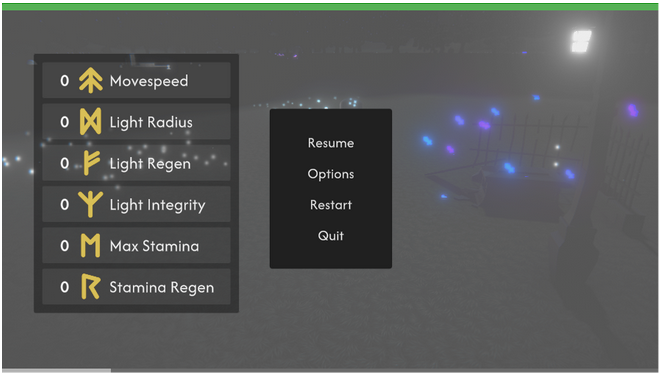 0 Movespeed
0 Light Radius
0 Light Regen
0 Light Integrity
0 Max Stamina
0 Stamina Regen
Resume
Options
Restart
Quit